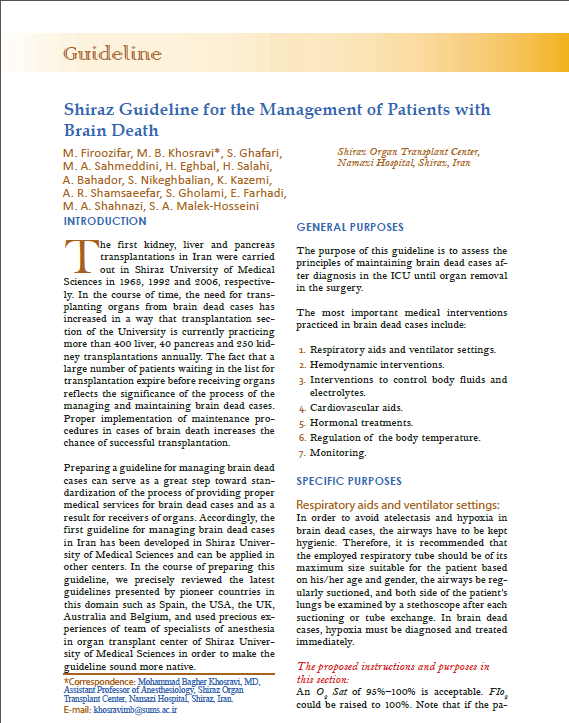 Guideline
Shiraz Guideline for the Management of Patients with
Brain Death
M. Firoozifar, M. B. Khosravi*, S. Ghafari,
M. A. Sahmeddini, H. Eghbal, H. Salahi,
A. Bahador, S. Nikeghbalian, K. Kazemi,
A. R. Shamsaeefar, S. Gholami, E. Farhadi,
M. A. Shahnazi, S. A. Malek-Hosseini
Shiraz Organ Transplant Center,
Namazi Hospital, Shiraz, Iran
INTRODUCTION
The first kidney, liver and pancreas
transplantations in Iran were carried
out in Shiraz University of Medical
Sciences in 1968, 1992 and 2006, respective-
ly. In the course of time, the need for trans-
planting organs from brain dead cases has
increased in a way that transplantation sec-
tion of the University is currently practicing
more than 400 liver, 40 pancreas and 250 kid-
ney transplantations annually. The fact that a
large number of patients waiting in the list for
transplantation expire before receiving organs
reflects the significance of the process of the
managing and maintaining brain dead cases.
Proper implementation of maintenance pro-
cedures in cases of brain death increases the
chance of successful transplantation.
Preparing a guideline for managing brain dead
cases can serve as a great step toward stan-
dardization of the process of providing proper
medical services for brain dead cases and as a
result for receivers of organs. Accordingly, the
first guideline for managing brain dead cases
in Iran has been developed in Shiraz Univer-
sity of Medical Sciences and can be applied in
other centers. In the course of preparing this
guideline, we precisely reviewed the latest
guidelines presented by pioneer countries in
this domain such as Spain, the USA, the UK,
Australia and Belgium, and used precious ex-
periences of team of specialists of anesthesia
in organ transplant center of Shiraz Univer-
sity of Medical Sciences in order to make the
guideline sound more native.
*Correspondence: Mohammad Bagher Khosravi, MD,
Assistant Professor of Anesthesiology, Shiraz Organ
Transplant Center, Namazi Hospital, Shiraz, Iran.
E-mail: khosravimb@sums.ac.ir
GENERAL PURPOSES
The purpose of this guideline is to assess the
principles of maintaining brain dead cases af-
ter diagnosis in the ICU until organ removal
in the surgery.
The most important medical interventions
practiced in brain dead cases include:
1. Respiratory aids and ventilator settings.
2. Hemodynamic interventions.
3. Interventions to control body fluids and
electrolytes.
4. Cardiovascular aids.
5. Hormonal treatments.
6. Regulation of the body temperature.
7. Monitoring.
SPECIFIC PURPOSES
Respiratory aids and ventilator settings:
In order to avoid atelectasis and hypoxia in
brain dead cases, the airways have to be kept
hygienic. Therefore, it is recommended that
the employed respiratory tube should be of its
maximum size suitable for the patient based
on his/her age and gender, the airways be reg-
ularly suctioned, and both side of the patient's
lungs be examined by a stethoscope after each
suctioning or tube exchange. In brain dead
cases, hypoxia must be diagnosed and treated
immediately.
The proposed instructions and purposes in
this section:
An O₂ Sat of 95%–100% is acceptable. FIo₂
could be raised to 100%. Note that if the pa-